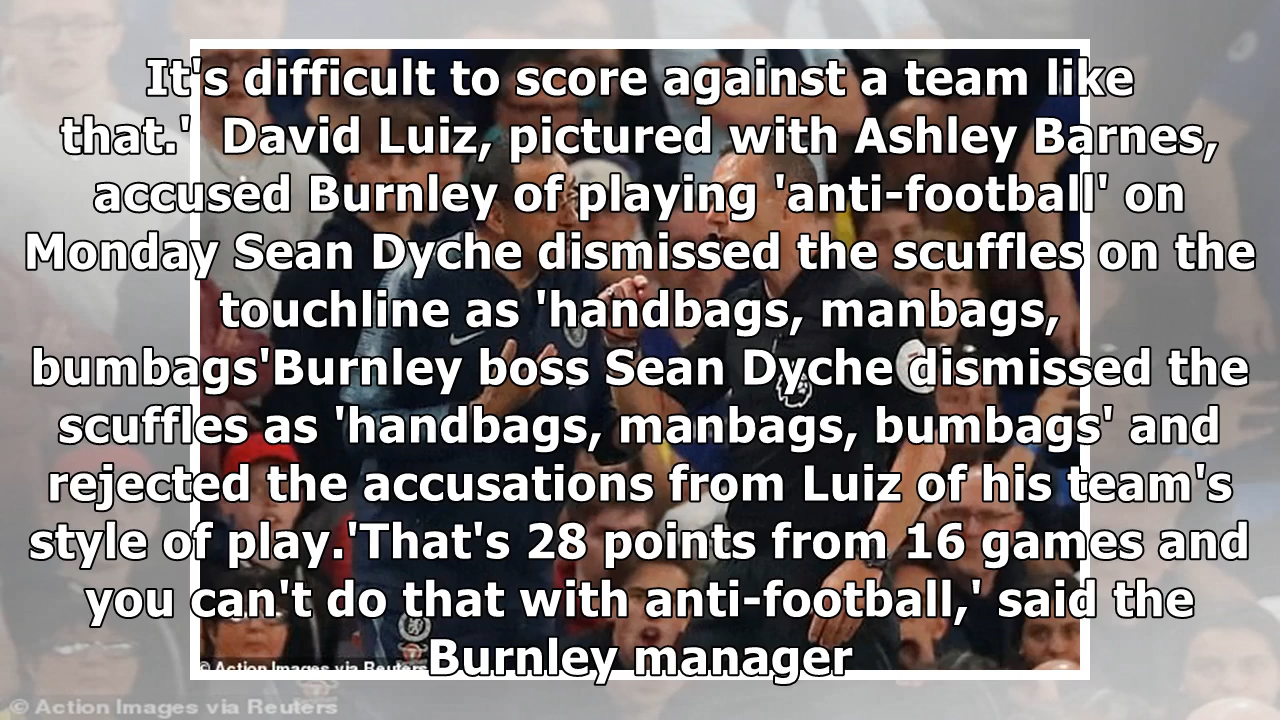 It's difficult to score against a team like
that.'  David Luiz, pictured with Ashley Barnes,
accused Burnley of playing 'anti-football' on
Monday Sean Dyche dismissed the scuffles on the
touchline as 'handbags, manbags,
bumbags'Burnley boss Sean Dyche dismissed the
scuffles as 'handbags, manbags, bumbags' and
rejected the accusations from Luiz of his team's
style of play.'That's 28 points from 16 games and
you can't do that with anti-football,' said the
Burnley manager
© Action Images via Reuters
© Action Images via Reuters